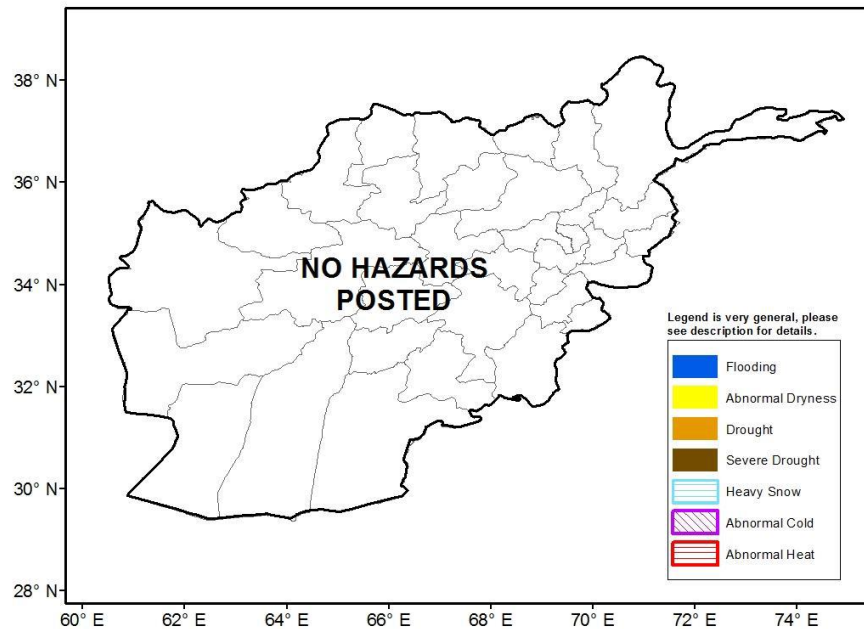 38° N
36° N
34° N
32° N
30° N
28° N
NO HAZARDS
POSTED
Legend is very general, please
see description for details.
Flooding
Abnormal Dryness
Drought
Severe Drought
Heavy Snow
Abnormal Cold
Abnormal Heat
60° E 62° E 64° E 66° E 68° E 70° E 72° E 74° E